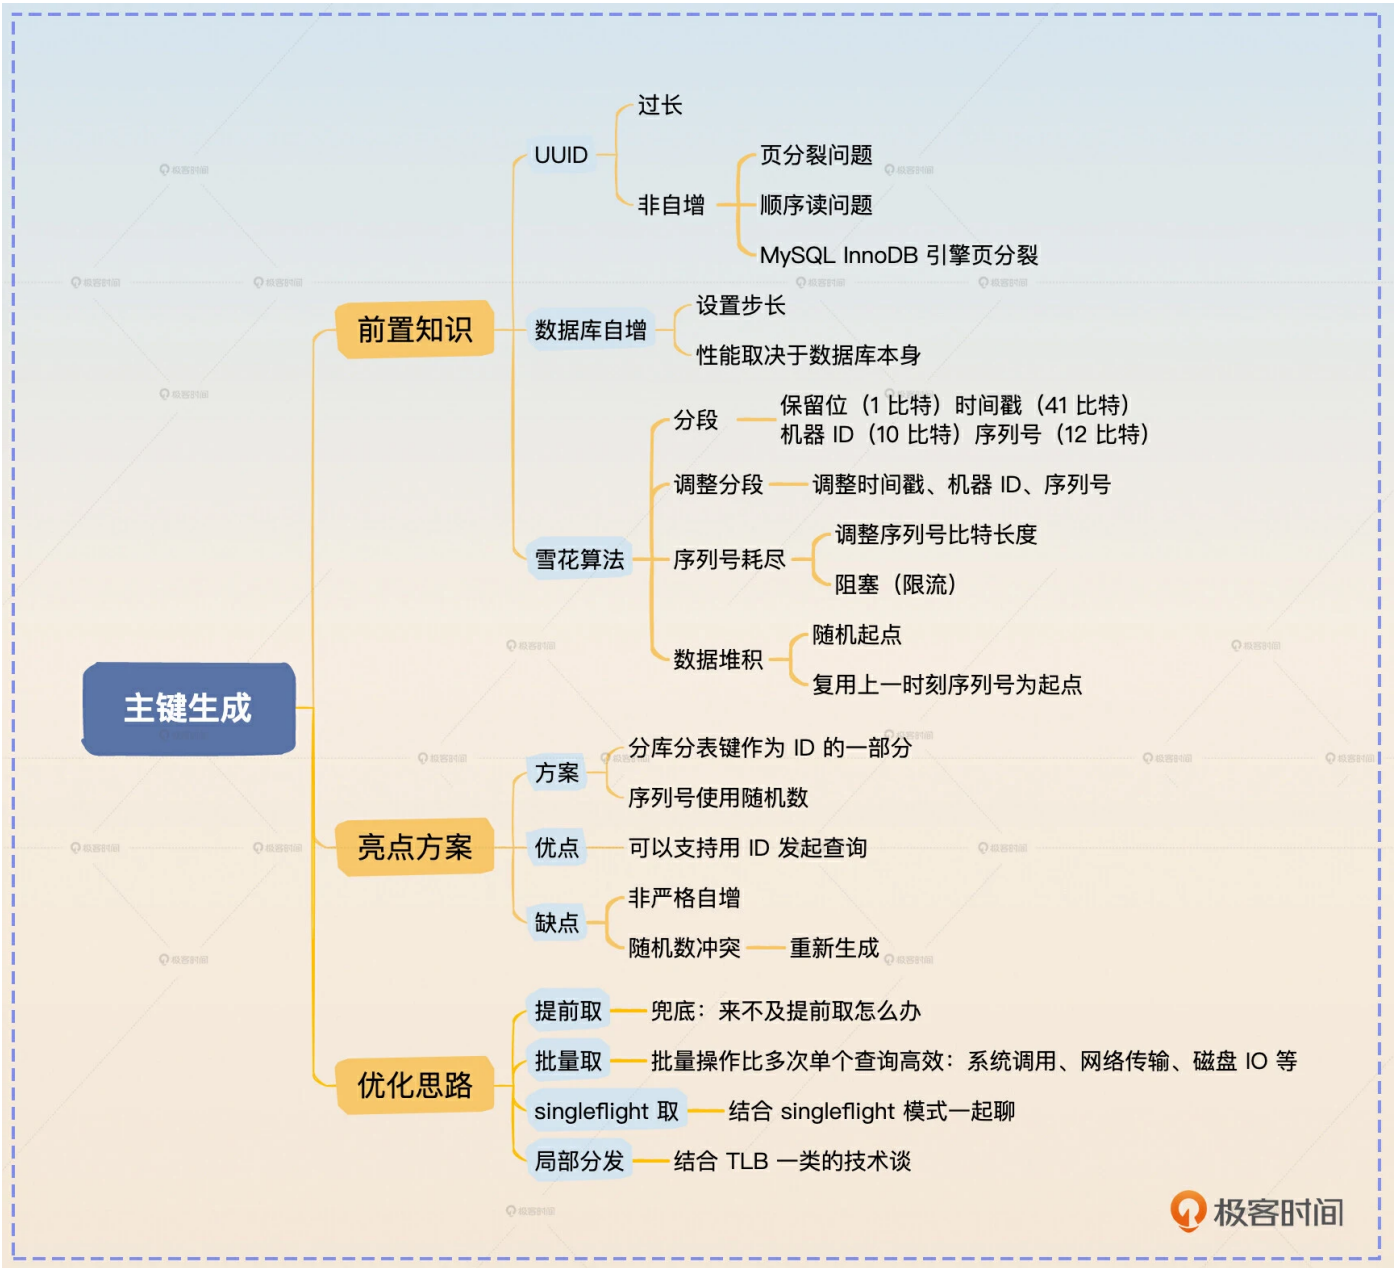 过长
UUID
页分裂问题
非自增
顺序读问题
MySQL InnoDB 引擎页分裂
前置知识
设置步长
数据库自增
性能取决于数据库本身
分段
保留位（1 比特）时间戳（41 比特）
机器 ID（10 比特）序列号（12 比特）
调整分段
调整时间戳、机器 ID、序列号
雪花算法
序列号耗尽
调整序列号比特长度
阻塞（限流）
数据堆积
随机起点
复用上一时刻序列号为起点
主键生成
方案
分库分表键作为 ID 的一部分
序列号使用随机数
亮点方案
优点
可以支持用 ID 发起查询
缺点
非严格自增
随机数冲突
重新生成
提前取
兜底：来不及提前取怎么办
批量取
批量操作比多次单个查询高效：系统调用、网络传输、磁盘 IO 等
优化思路
singleflight 取
结合 singleflight 模式一起聊
局部分发
结合 TLB 一类的技术谈
极客时间